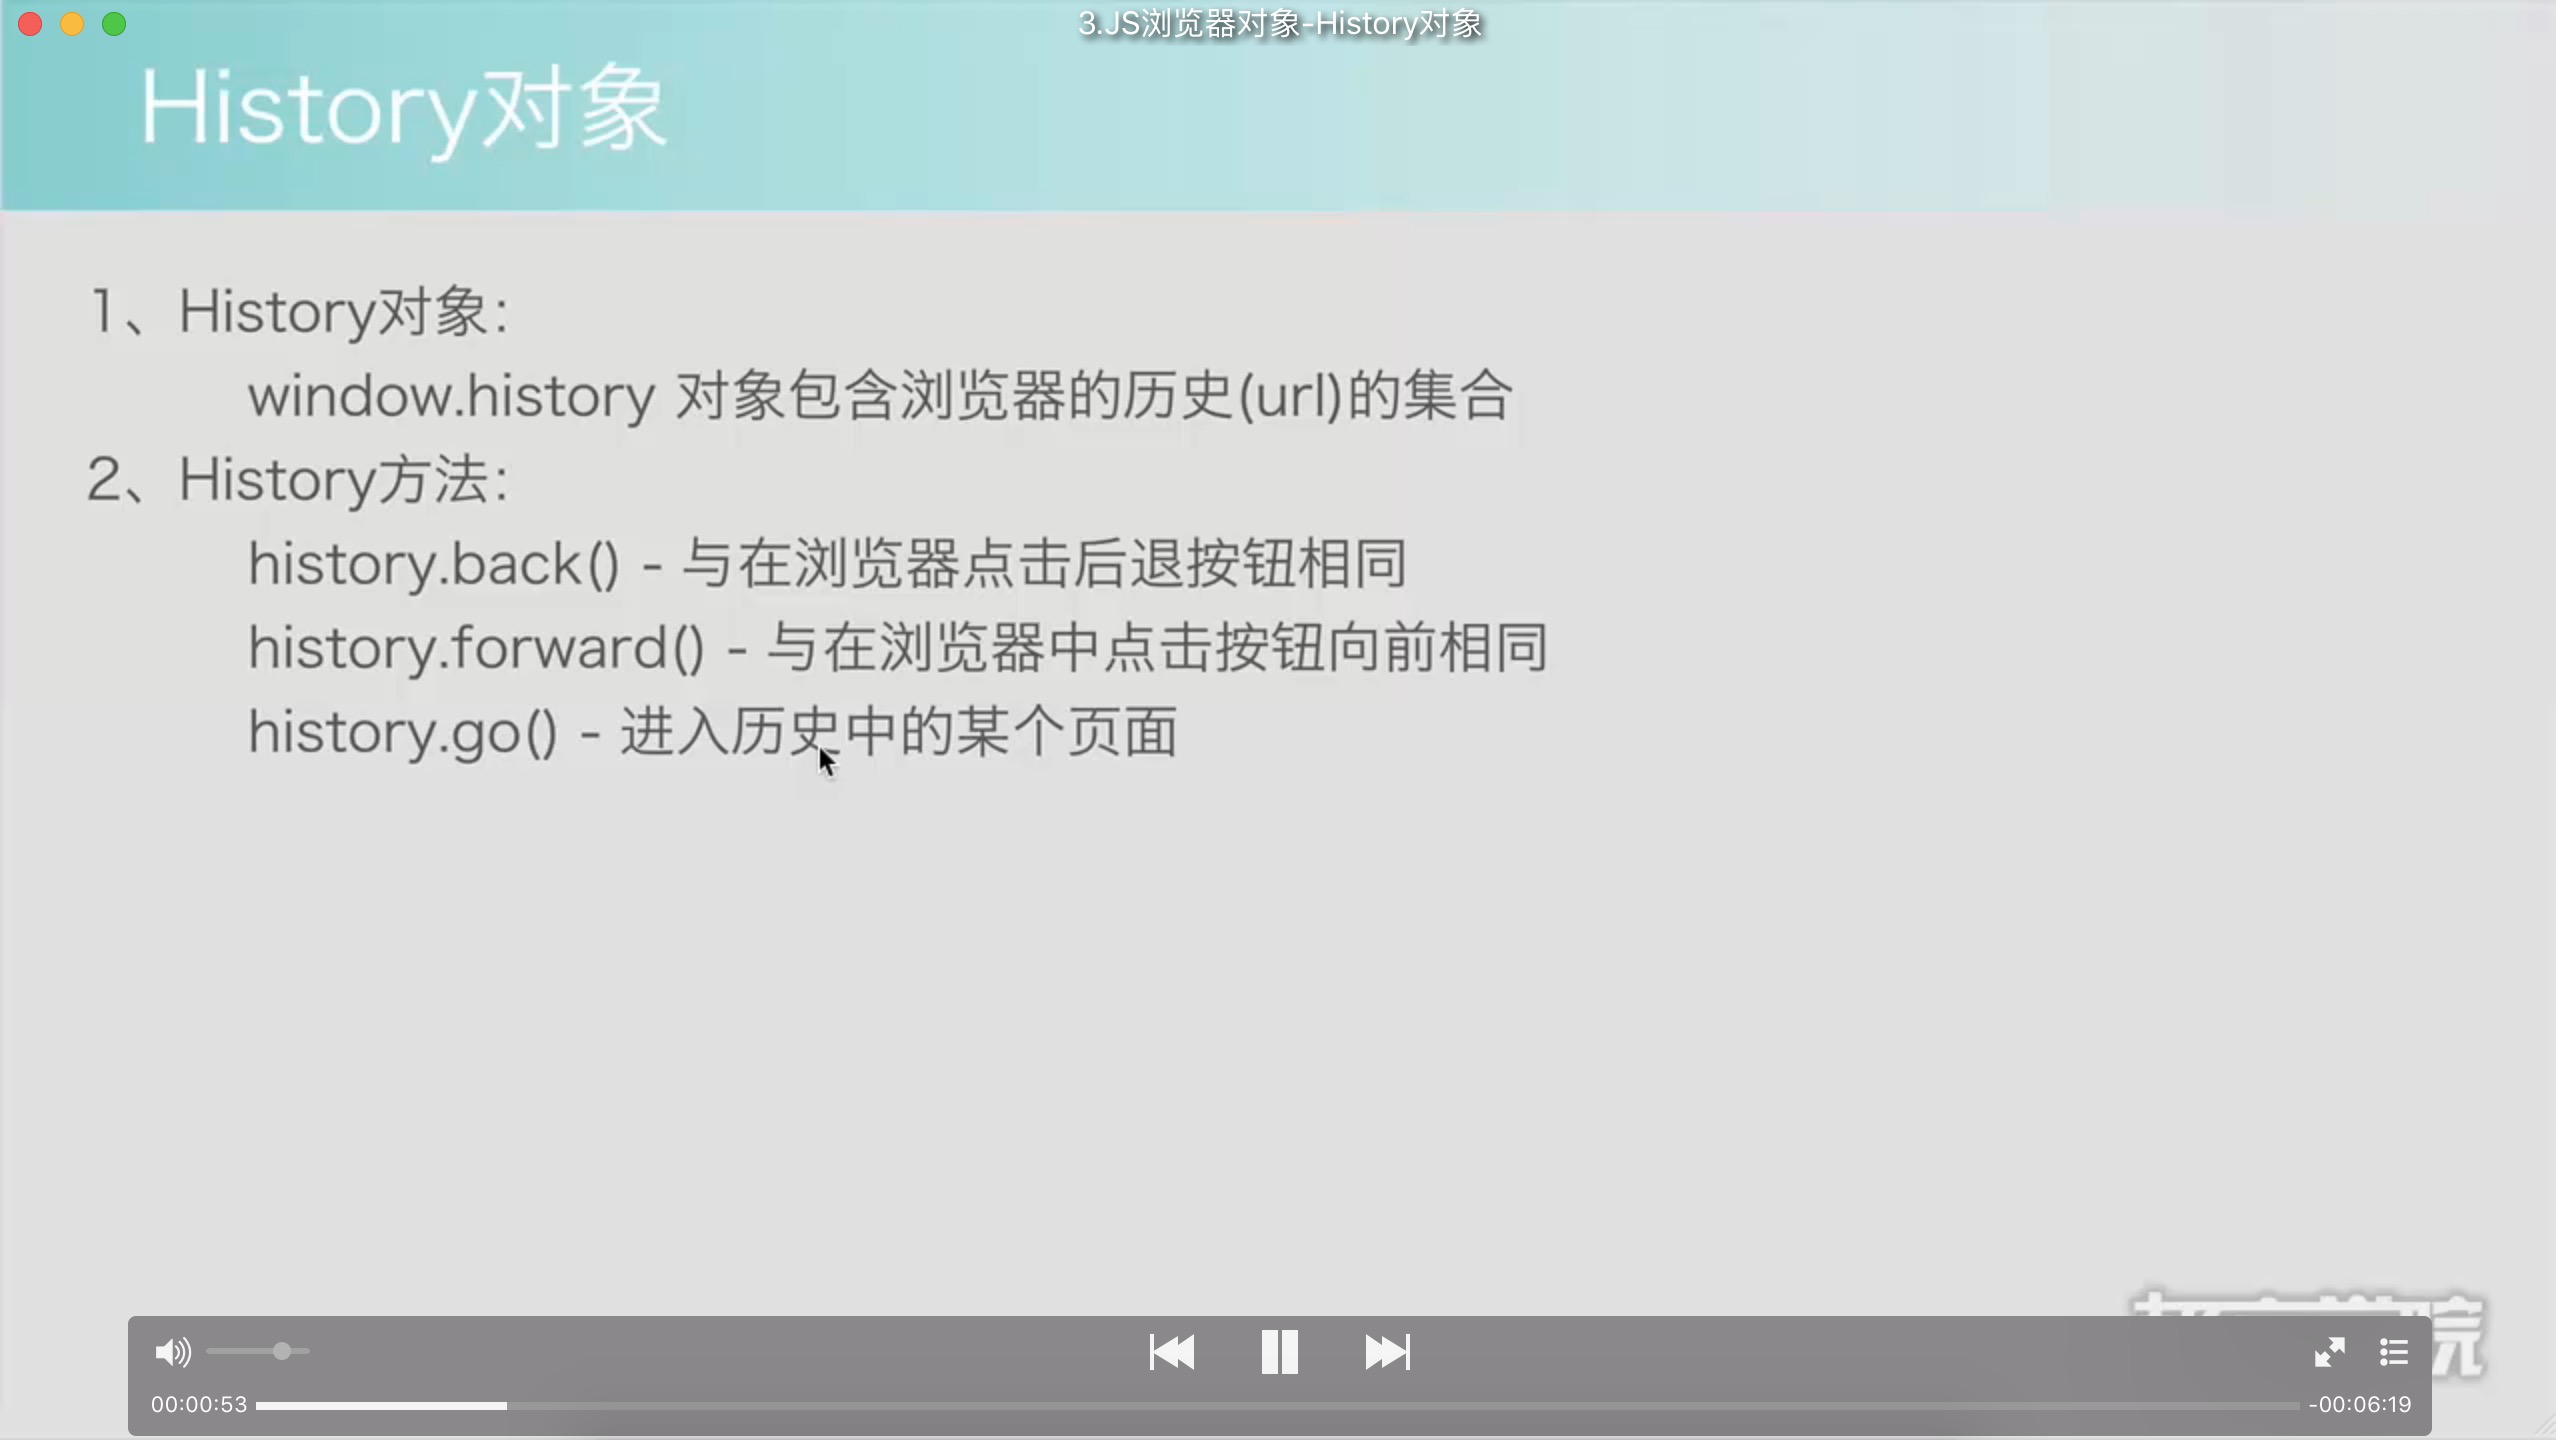 3.JS浏览器对象-History对象
History对象
1、History对象：
window.history 对象包含浏览器的历史(url)的集合
2、History方法：
history.back() - 与在浏览器点击后退按钮相同
history.forward() - 与在浏览器中点击按钮向前相同
history.go() - 进入历史中的某个页面
院
00:00:53
-00:06:19